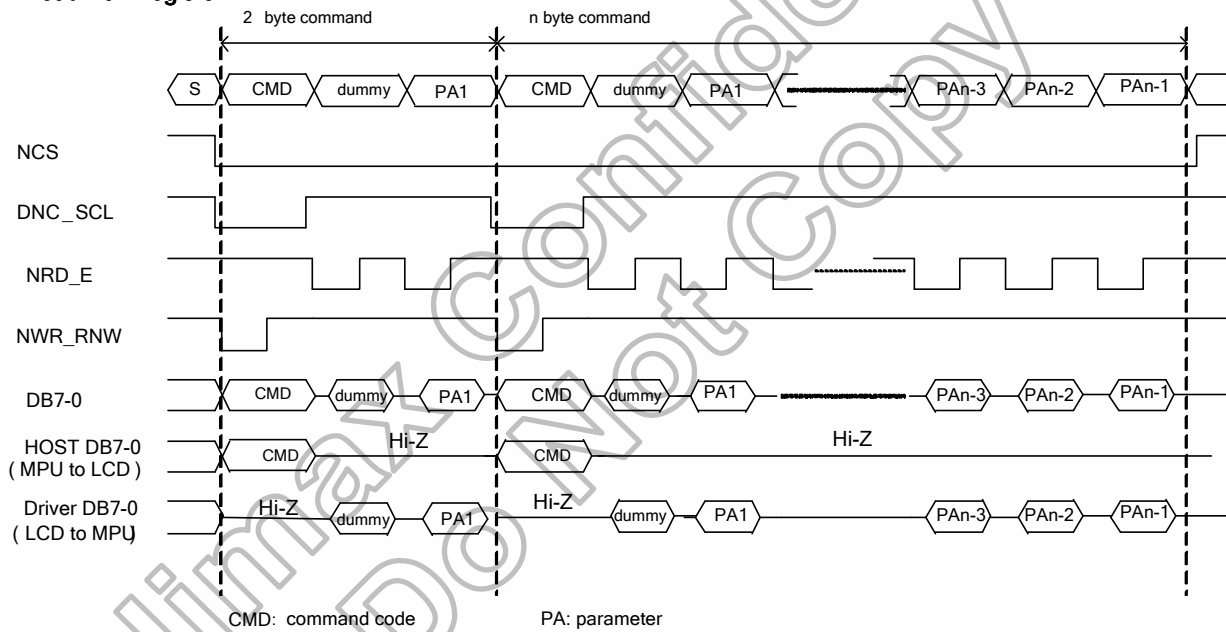 2 byte command n byte command
S CMD dummy PA1 CMD dummy PA1 PAn-3 PAn-2 PAn-1
NCS
DNC_SCL
NRD_E
NWR_RNW
DB7-0 CMD dummy PA1 CMD dummy PA1 PAn-3 PAn-2 PAn-1
HOST DB7-0
( MPU to LCD ) CMD Hi-Z CMD Hi-Z
Driver DB7-0
( LCD to MPU) Hi-Z dummy PA1 Hi-Z dummy PA1 PAn-3 PAn-2 PAn-1
CMD: command code PA: parameter
Do Not Copy